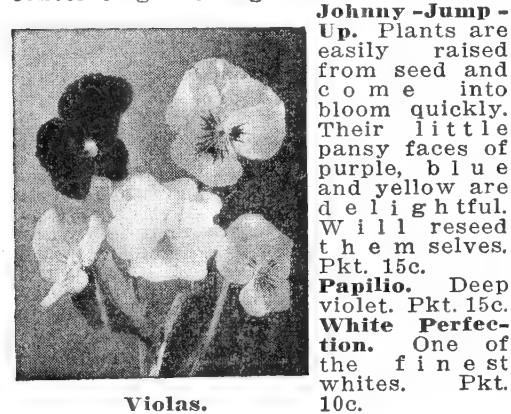 Johnny-Jump-
Up. Plants are
easily raised
from seed and
come into
bloom quickly.
Their little
pansy faces of
purple, blue
and yellow are
delightful.
Will reseed
themselves.
Pkt. 15c.
Papilio. Deep
violet. Pkt. 15c.
White Perfec-
tion. One of
the finest
whites. Pkt.
10c.
Violas.